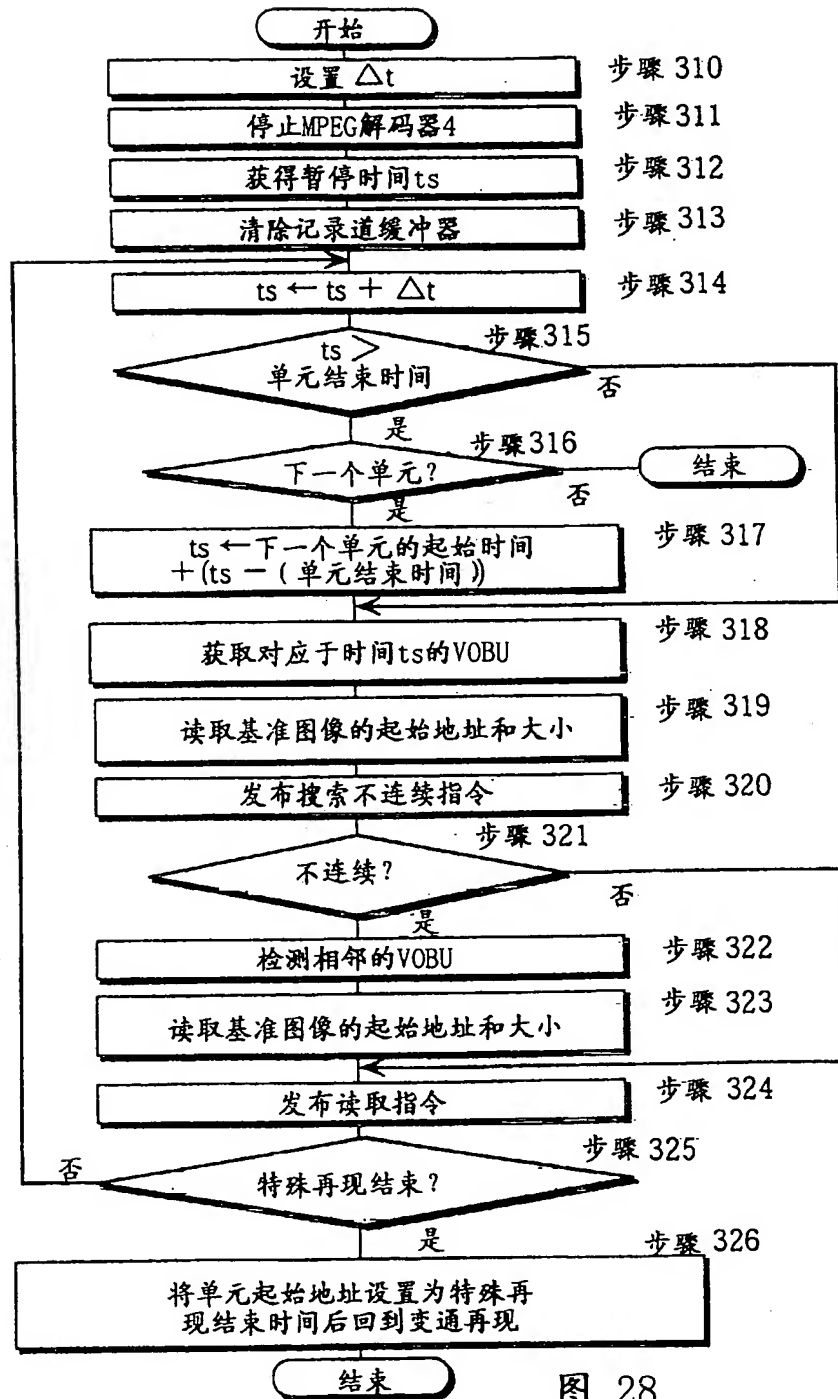 开始
设置 △t
步骤 310
停止MPEG解码器4
步骤 311
获得暂停时间ts
步骤 312
清除记录道缓冲器
步骤 313
ts ← ts + △t
步骤 314
步骤 315
ts >
单元结束时间
否
是
步骤 316
下一个单元?
否
结束
是
ts ← 下一个单元的起始时间
+ (ts - ( 单元结束时间 ))
步骤 317
获取对应于时间ts的VOBU
步骤 318
读取基准图像的起始地址和大小
步骤 319
发布搜索不连续指令
步骤 320
步骤 321
不连续?
否
是
检测相邻的VOBU
步骤 322
读取基准图像的起始地址和大小
步骤 323
发布读取指令
步骤 324
步骤 325
否
特殊再现结束?
是
步骤 326
将单元起始地址设置为特殊再
现结束时间后回到变通再现
结束
图 28